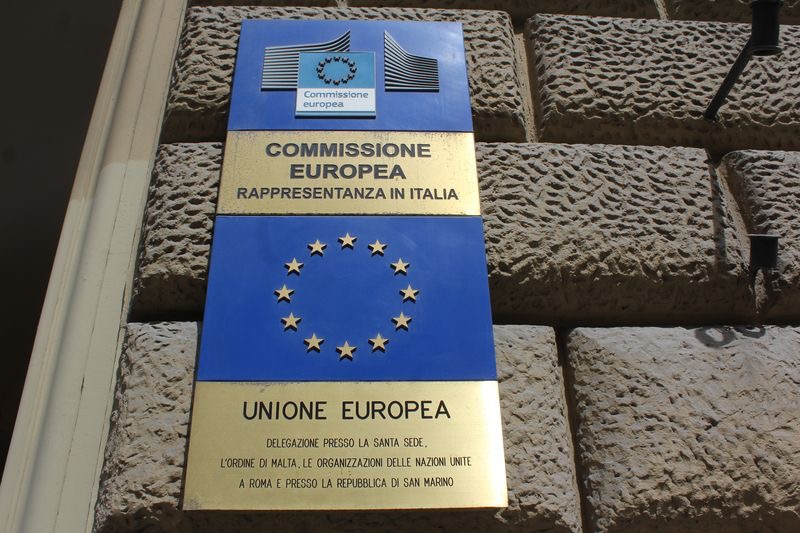 Commissione
europea
COMMISSIONE
EUROPEA
RAPPRESENTANZA IN ITALIA
UNIONE EUROPEA
DELEGAZIONE PRESSO LA SANTA SEDE,
L'ORDINE DI MALTA, LE ORGANIZZAZIONI DELLE NAZIONI UNITE
A ROMA E PRESSO LA REPUBBLICA DI SAN MARINO